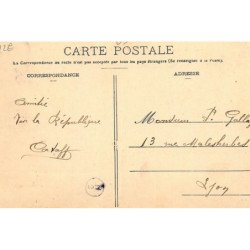 CARTE POSTALE
La Correspondance au recto n'est pas acceptée par tous les pays étrangers (Se renseigner à la Poste).
CORRESPONDANCE
ADRESSE
Amitié
Vive la République
Monsieur P. Gallay
13 rue Malesherbes
Lyon